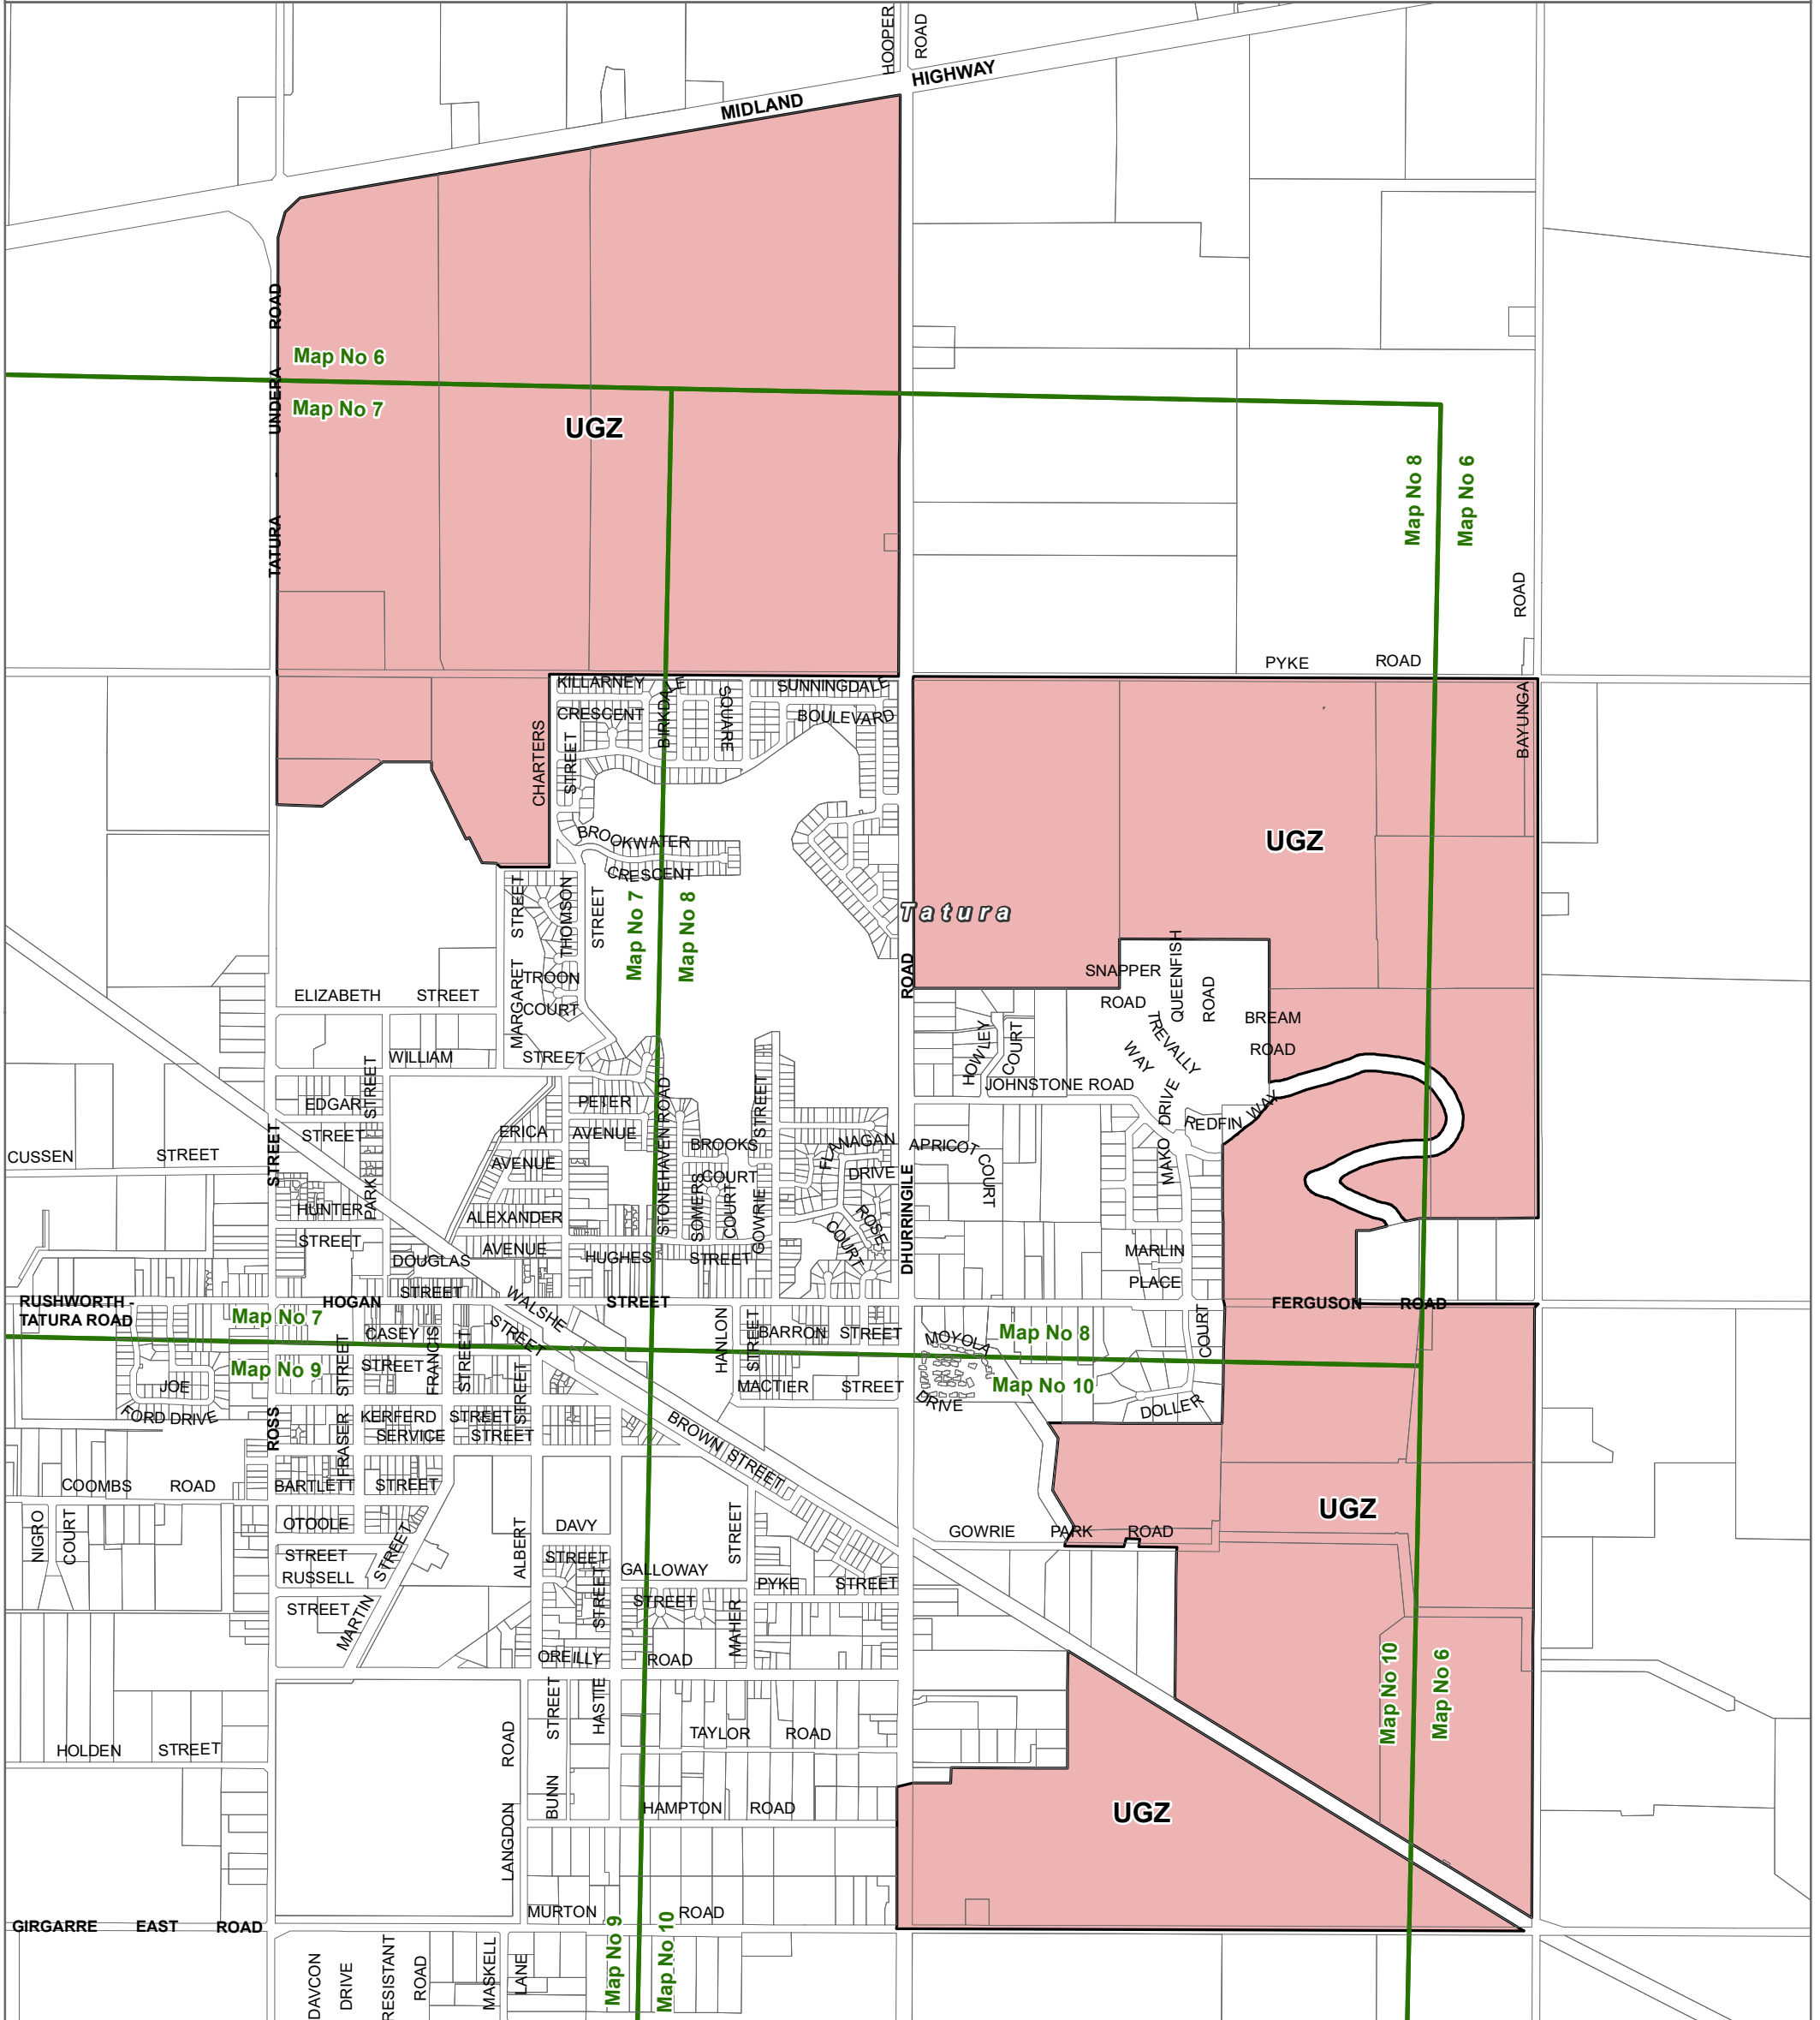 HOOPER
ROAD
MIDLAND
HIGHWAY
TATURA - UNDERA ROAD
Map No 6
Map No 7
UGZ
Map No 8
Map No 6
ROAD
PYKE ROAD
BAYUNGA
KILLARNEY
CRESCENT
BIRKDALE
SQUARE
SUNNINGDALE
BOULEVARD
CHARTERS
STREET
UGZ
BROOKWATER
CRESCENT
Map No 7
Map No 8
Tatura
MARGARET STREET
THOMSON
STREET
TROON
COURT
ROAD
SNAPPER
ROAD
QUEENFISH
ROAD
TREVALLY
WAY
BREAM
ROAD
ELIZABETH STREET
WILLIAM STREET
HOWLEY
COURT
JOHNSTONE ROAD
MAKO DRIVE
REDFIN WAY
EDGAR
STREET
PARK STREET
PETER
AVENUE
ERICA
AVENUE
STONEHAVEN ROAD
BROOKS
COURT
GOWRIE STREET
FLANAGAN
DRIVE
APRICOT
COURT
CUSSEN STREET
STREET
HUNTER
STREET
ALEXANDER
AVENUE
SOMERS
COURT
ROSE
COURT
DHURRINGILE
DOUGLAS
STREET
HUGHES STREET
MARLIN
PLACE
RUSHWORTH -
TATURA ROAD
Map No 7
HOGAN STREET
WALSHE
STREET
FERGUSON ROAD
Map No 9
CASEY
STREET
FRANCIS
STREET
HANLON
STREET
BARRON STREET
MOYOLA
DRIVE
Map No 8
Map No 10
COURT
DOLLER
MACTIER STREET
JOE
FORD DRIVE
ROSS
FRASER STREET
KERFERD STREET
SERVICE STREET
STREET
BROWN STREET
COOMBS ROAD
BARTLETT STREET
UGZ
NIGRO
COURT
OTOOLE
STREET
RUSSELL
STREET
MARTIN STREET
ALBERT
DAVY
STREET
GALLOWAY
STREET
MAHER STREET
PYKE STREET
GOWRIE PARK ROAD
HASTIE STREET
OREILLY ROAD
Map No 10
Map No 6
HOLDEN STREET
LANGDON ROAD
BUNN STREET
TAYLOR ROAD
HAMPTON ROAD
UGZ
MURTON ROAD
GIRGARRE EAST ROAD
Map No 9
Map No 10
DAVCON
DRIVE
RESISTANT
ROAD
MASKELL
LANE